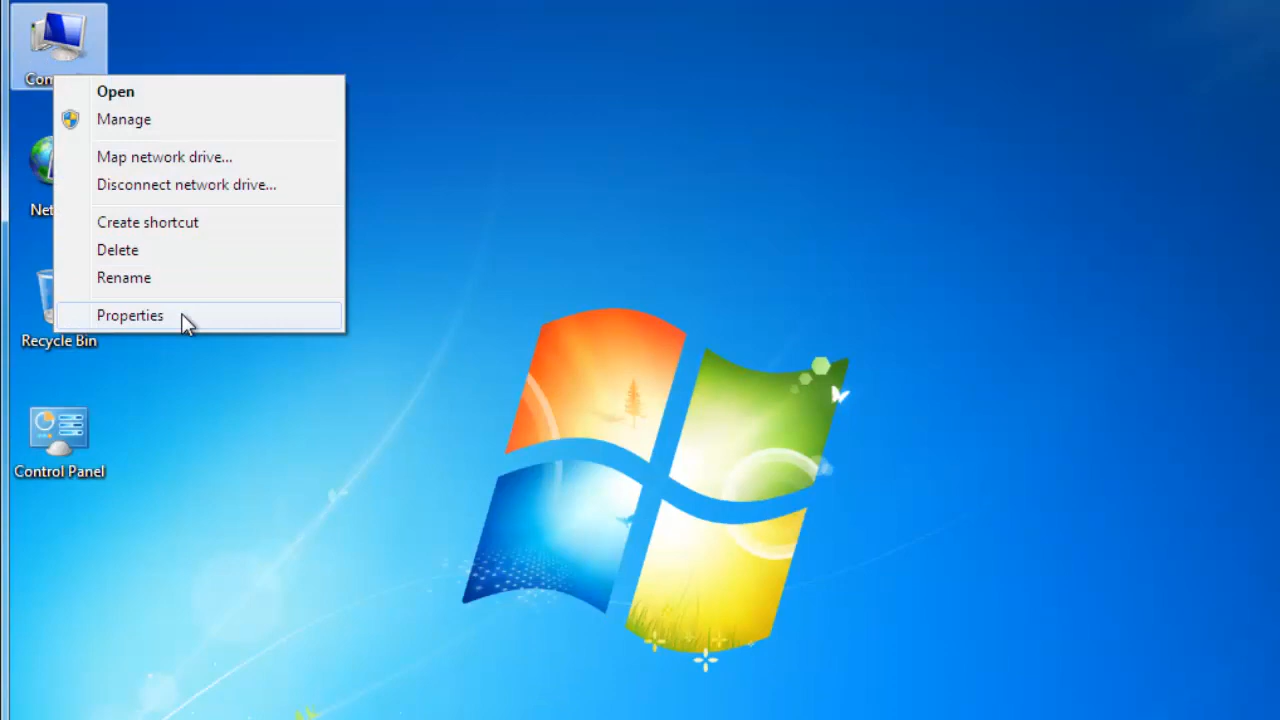 Open
Manage
Map network drive...
Disconnect network drive...
Create shortcut
Delete
Rename
Properties
Recycle Bin
Control Panel